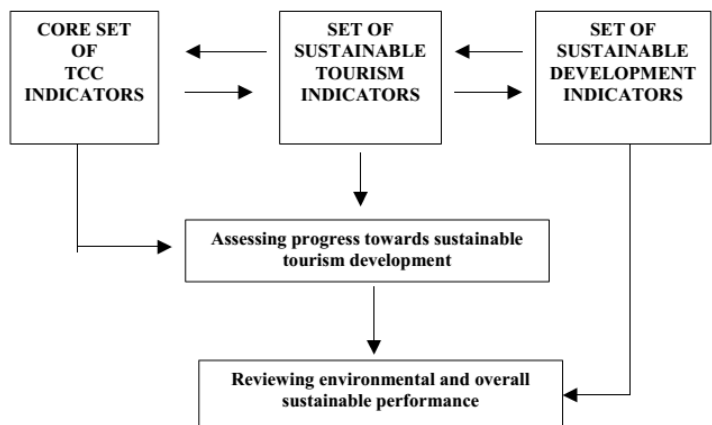 CORE SET
OF
TCC
INDICATORS
SET OF
SUSTAINABLE
TOURISM
INDICATORS
SET OF
SUSTAINABLE
DEVELOPMENT
INDICATORS
Assessing progress towards sustainable
tourism development
Reviewing environmental and overall
sustainable performance